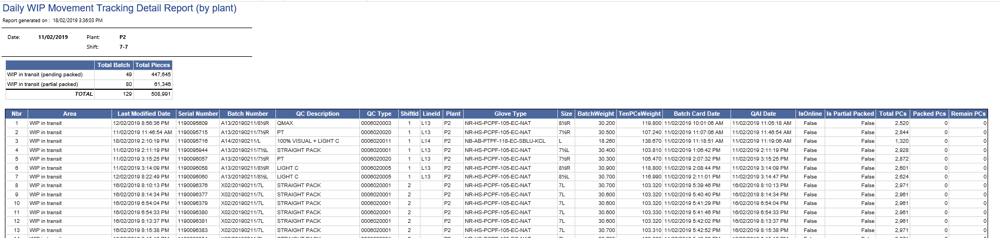 Daily WIP Movement Tracking Detail Report (by plant)
Report generated on : 18/02/2019 3:36:03 PM
Date: 11/02/2019 Plant: P2
Shift: 7-7
Total Batch Total Pieces
WIP in transit (pending packed) 49 447,645
WIP in transit (partial packed) 80 61,346
TOTAL 129 508,991
Nbr Area Last Modified Date Serial Number Batch Number QC Description QC Type ShiftId LineId Plant Glove Type Size BatchWeight TenPCsWeight Batch Card Date QAI Date IsOnline Is Partial Packed Total PCs Packed Pcs Remain PCs
1 WIP in transit 12/02/2019 8:56:36 PM 1190095609 A13/20190211/8½R QMAX 0006020003 1 L13 P2 NR-HS-PCPF-105-EC-NAT 8½R 30.200 119.800 11/02/2019 10:01:06 AM 11/02/2019 11:05:18 AM False False 2,520 0 0
2 WIP in transit 11/02/2019 11:46:54 AM 1190095715 A13/20190211/7½R PT 0006020020 1 L13 P2 NR-HS-PCPF-105-EC-NAT 7½R 30.500 107.240 11/02/2019 11:07:06 AM 11/02/2019 11:46:54 AM False False 2,844 0 0
3 WIP in transit 18/02/2019 2:10:19 PM 1190095716 A14/20190211/L 100% VISUAL + LIGHT C 0006020011 1 L14 P2 NB-AB-PTPF-118-EC-SBLU-KCL L 18.260 138.670 11/02/2019 11:18:51 AM 11/02/2019 11:19:06 AM False False 1,320 0 0
4 WIP in transit 11/02/2019 2:11:19 PM 1190095944 A13/20190211/7½L STRAIGHT PACK 0006020001 1 L13 P2 NR-HS-PCPF-105-EC-NAT 7½L 30.400 103.810 11/02/2019 1:06:42 PM 11/02/2019 2:11:19 PM False False 2,928 0 0
5 WIP in transit 11/02/2019 3:15:25 PM 1190096057 A13/20190211/7½R PT 0006020020 1 L13 P2 NR-HS-PCPF-105-EC-NAT 7½R 30.300 105.470 11/02/2019 2:07:32 PM 11/02/2019 3:15:25 PM False False 2,872 0 0
6 WIP in transit 11/02/2019 3:14:09 PM 1190096058 A13/20190211/8½R LIGHT C 0006020005 1 L13 P2 NR-HS-PCPF-105-EC-NAT 8½R 30.900 118.800 11/02/2019 2:08:44 PM 11/02/2019 3:14:09 PM False False 2,601 0 0
7 WIP in transit 12/02/2019 8:22:49 PM 1190096060 A13/20190211/8½L LIGHT C 0006020005 1 L13 P2 NR-HS-PCPF-105-EC-NAT 8½L 30.700 116.990 11/02/2019 2:11:01 PM 11/02/2019 3:14:47 PM False False 2,624 0 0
8 WIP in transit 16/02/2019 8:10:13 PM 1190096376 X02/20190211/7L STRAIGHT PACK 0006020001 2 P2 NR-HS-PCPF-105-EC-NAT 7L 30.700 103.320 11/02/2019 5:39:46 PM 16/02/2019 8:10:13 PM False False 2,971 0 0
9 WIP in transit 16/02/2019 8:14:34 PM 1190096377 X02/20190211/7L STRAIGHT PACK 0006020001 2 P2 NR-HS-PCPF-105-EC-NAT 7L 30.600 103.320 11/02/2019 5:40:40 PM 16/02/2019 8:14:34 PM False False 2,961 0 0
10 WIP in transit 16/02/2019 6:54:04 PM 1190096379 X02/20190211/7L STRAIGHT PACK 0006020001 2 P2 NR-HS-PCPF-105-EC-NAT 7L 30.600 103.320 11/02/2019 5:41:29 PM 16/02/2019 6:54:04 PM False False 2,961 0 0
11 WIP in transit 16/02/2019 6:54:33 PM 1190096380 X02/20190211/7L STRAIGHT PACK 0006020001 2 P2 NR-HS-PCPF-105-EC-NAT 7L 30.600 103.330 11/02/2019 5:41:46 PM 16/02/2019 6:54:33 PM False False 2,961 0 0
12 WIP in transit 16/02/2019 8:13:37 PM 1190096381 X02/20190211/7L STRAIGHT PACK 0006020001 2 P2 NR-HS-PCPF-105-EC-NAT 7L 30.600 103.320 11/02/2019 5:42:02 PM 16/02/2019 8:13:37 PM False False 2,961 0 0
13 WIP in transit 16/02/2019 8:15:38 PM 1190096383 X02/20190211/7L STRAIGHT PACK 0006020001 2 P2 NR-HS-PCPF-105-EC-NAT 7L 30.700 103.310 11/02/2019 5:42:52 PM 16/02/2019 8:15:38 PM False False 2,971 0 0